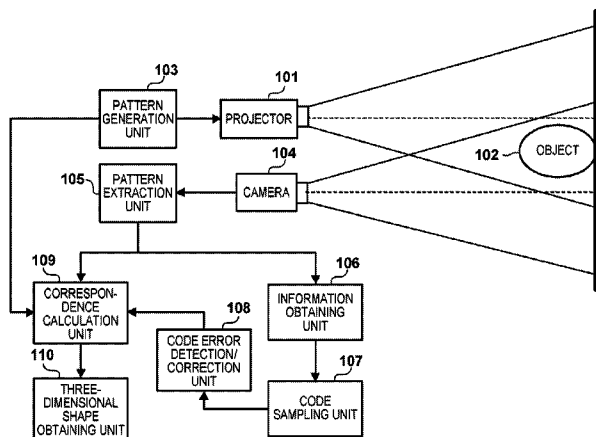 103
101
PATTERN
GENERATION
UNIT
PROJECTOR
104
102
OBJECT
105
PATTERN
EXTRACTION
UNIT
CAMERA
109
106
CORRESPON-
DENCE
CALCULATION
UNIT
108
INFORMATION
OBTAINING
UNIT
110
CODE ERROR
DETECTION/
CORRECTION
UNIT
107
THREE-
DIMENSIONAL
SHAPE
OBTAINING UNIT
CODE
SAMPLING UNIT